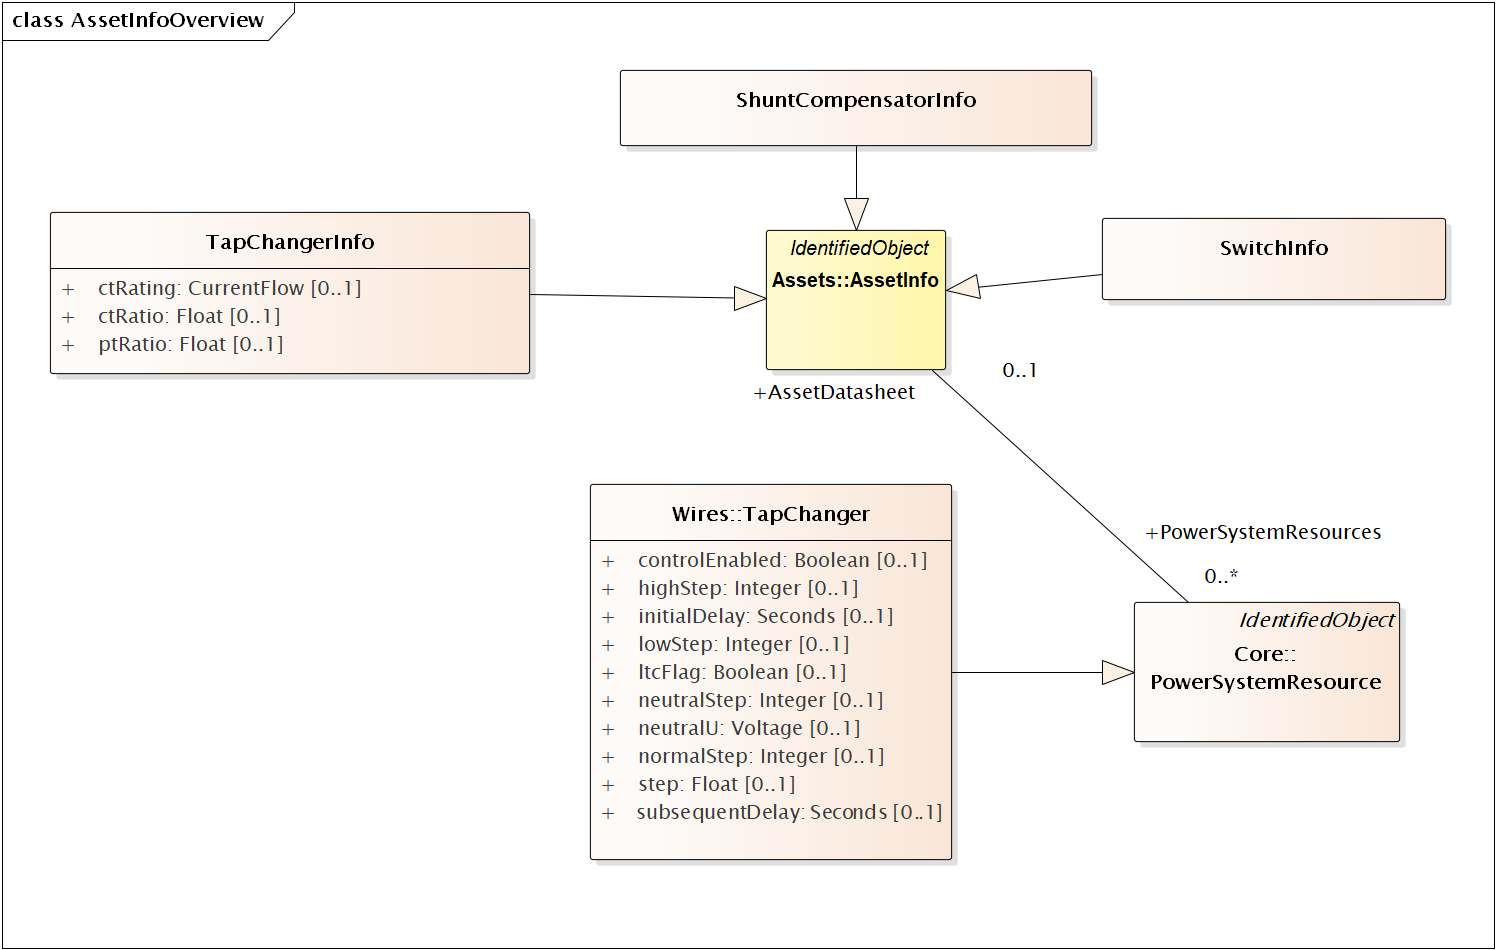 class AssetInfoOverview
ShuntCompensatorInfo
TapChangerInfo
+ ctRating: CurrentFlow [0..1]
+ ctRatio: Float [0..1]
+ ptRatio: Float [0..1]
IdentifiedObject
Assets::AssetInfo
SwitchInfo
0..1
+AssetDatasheet
+PowerSystemResources
0..*
Wires::TapChanger
+ controlEnabled: Boolean [0..1]
+ highStep: Integer [0..1]
+ initialDelay: Seconds [0..1]
+ lowStep: Integer [0..1]
+ ltcFlag: Boolean [0..1]
+ neutralStep: Integer [0..1]
+ neutralU: Voltage [0..1]
+ normalStep: Integer [0..1]
+ step: Float [0..1]
+ subsequentDelay: Seconds [0..1]
IdentifiedObject
Core::
PowerSystemResource